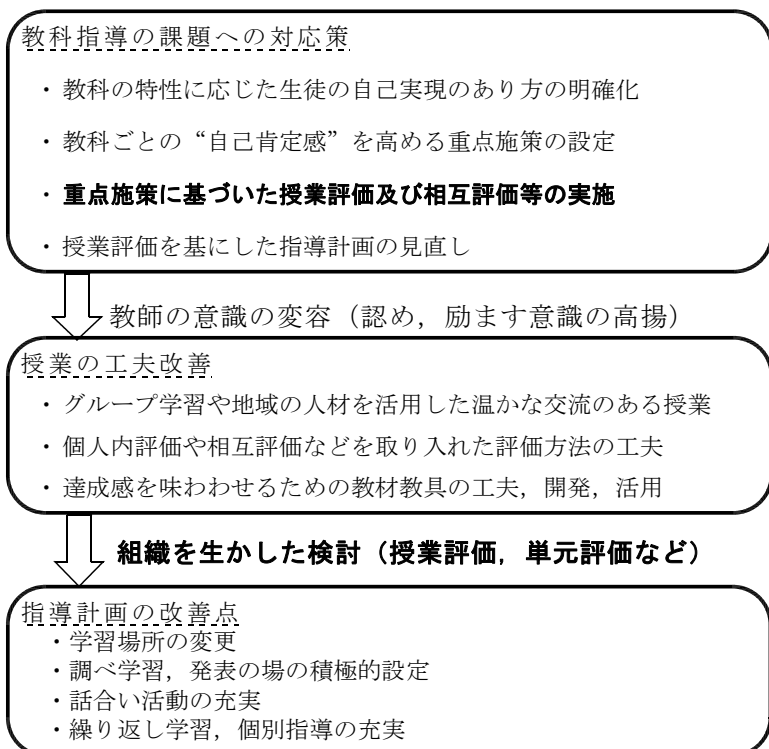 教科指導の課題への対応策
・教科の特性に応じた生徒の自己実現のあり方の明確化
・教科ごとの“自己肯定感”を高める重点施策の設定
・重点施策に基づいた授業評価及び相互評価等の実施
・授業評価を基にした指導計画の見直し
教師の意識の変容（認め，励ます意識の高揚）
授業の工夫改善
・グループ学習や地域の人材を活用した温かな交流のある授業
・個人内評価や相互評価などを取り入れた評価方法の工夫
・達成感を味わわせるための教材教具の工夫，開発，活用
組織を生かした検討（授業評価，単元評価など）
指導計画の改善点
・学習場所の変更
・調べ学習，発表の場の積極的設定
・話合い活動の充実
・繰り返し学習，個別指導の充実